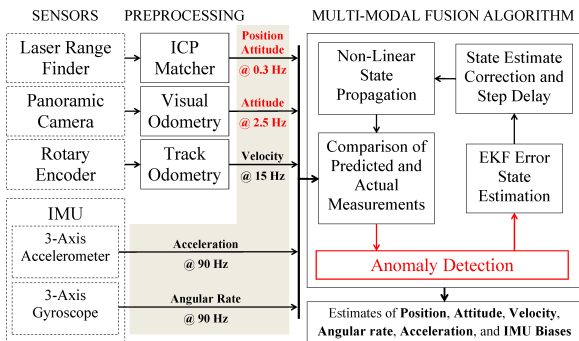 SENSORS
PREPROCESSING
MULTI-MODAL FUSION ALGORITHM
Laser Range
Finder
ICP
Matcher
Position
Attitude
@ 0.3 Hz
Panoramic
Camera
Visual
Odometry
Attitude
@ 2.5 Hz
Rotary
Encoder
Track
Odometry
Velocity
@ 15 Hz
IMU
3-Axis
Accelerometer
Acceleration
@ 90 Hz
3-Axis
Gyroscope
Angular Rate
@ 90 Hz
Non-Linear
State
Propagation
State Estimate
Correction and
Step Delay
Comparison of
Predicted and
Actual
Measurements
EKF Error
State
Estimation
Anomaly Detection
Estimates of Position, Attitude, Velocity,
Angular rate, Acceleration, and IMU Biases